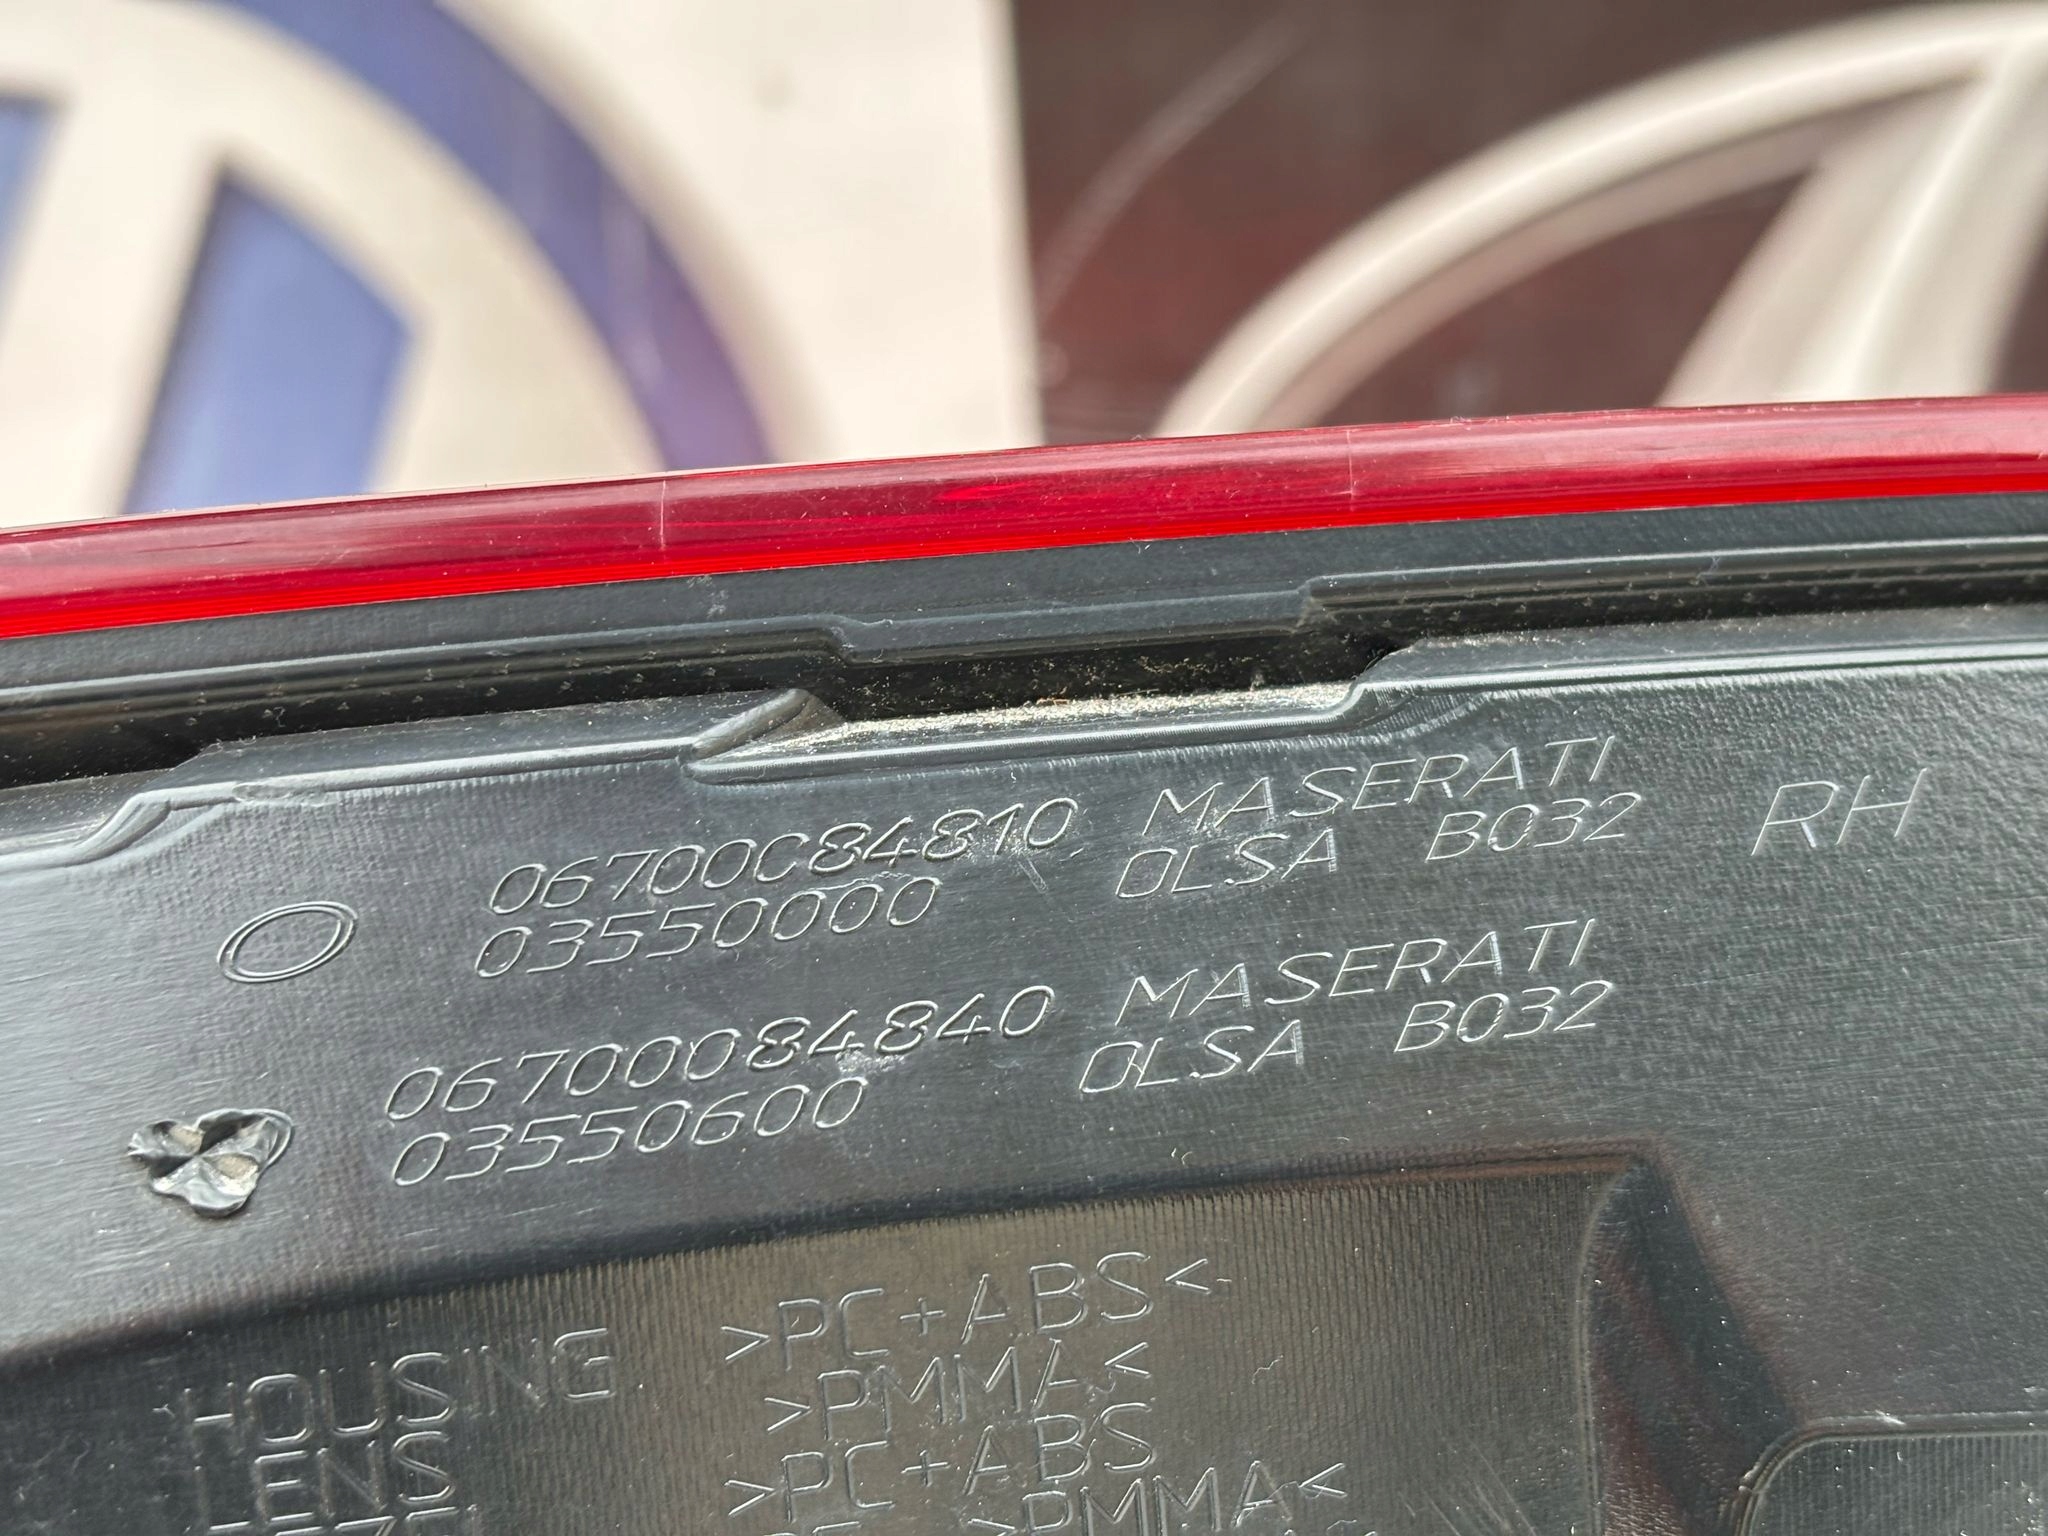 06700C84810 MASERATI
03550000 OLSA B032 RH
06700084840 MASERATI
03550600 OLSA B032
HOUSING >PC+ABS<
LENS >PMMA<
>PC+ABS
>PMMA<